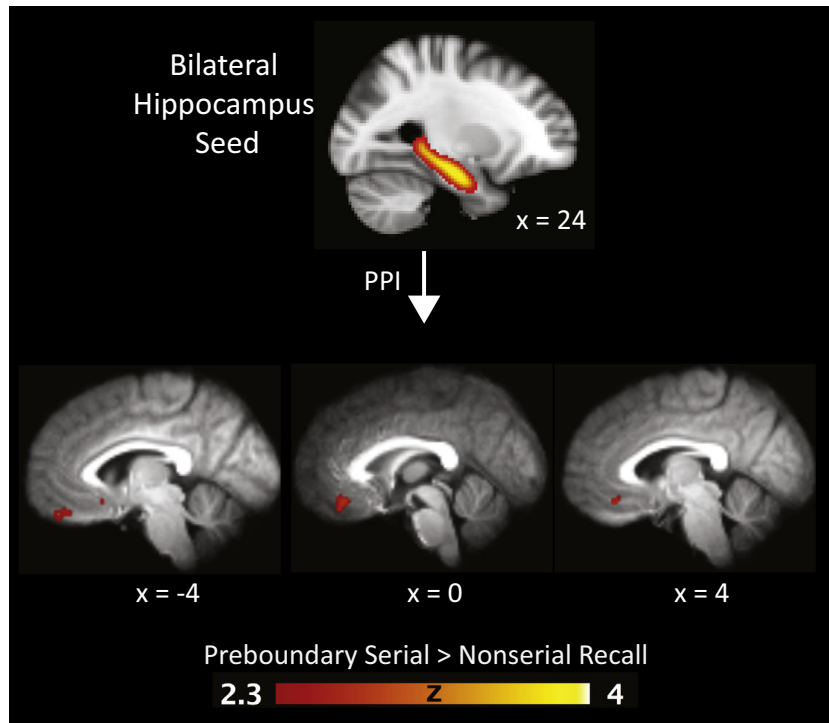 Bilateral
Hippocampus
Seed
x = 24
PPI
x = -4
x = 0
x = 4
Preboundary Serial > Nonserial Recall
2.3 Z 4